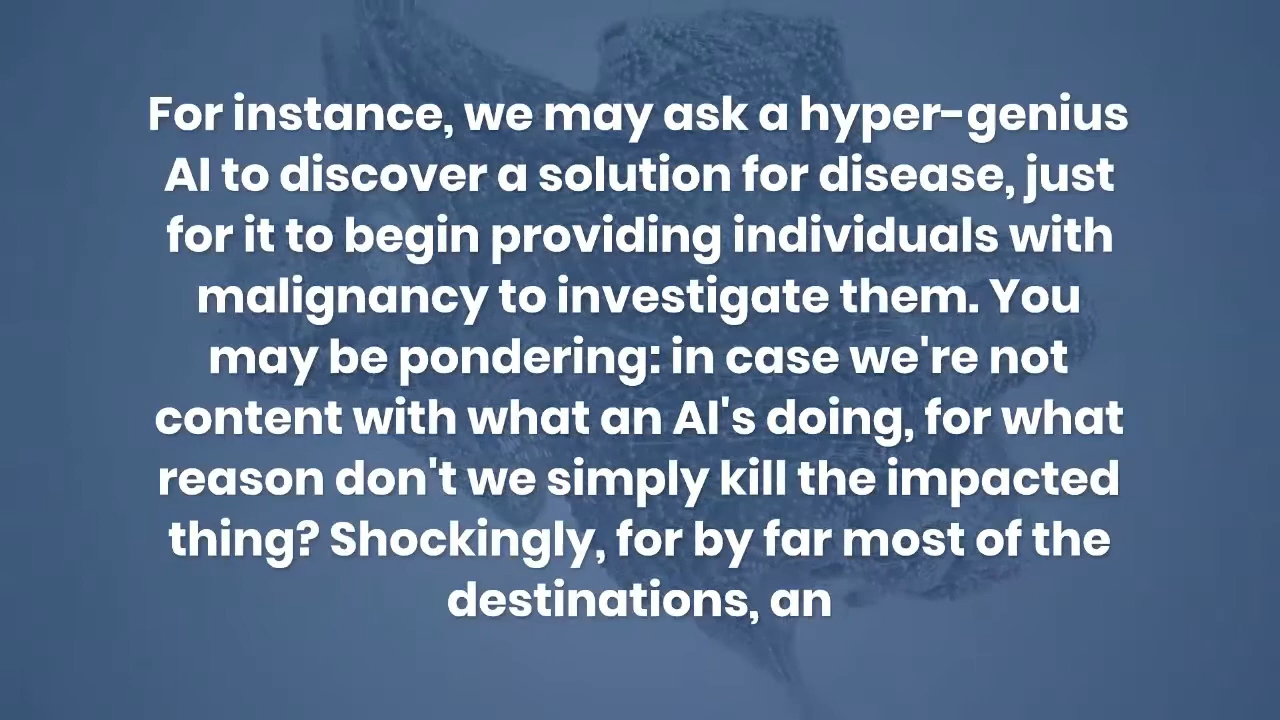 For instance, we may ask a hyper-genius
AI to discover a solution for disease, just
for it to begin providing individuals with
malignancy to investigate them. You
may be pondering: in case we're not
content with what an AI's doing, for what
reason don't we simply kill the impacted
thing? Shockingly, for by far most of the
destinations, an